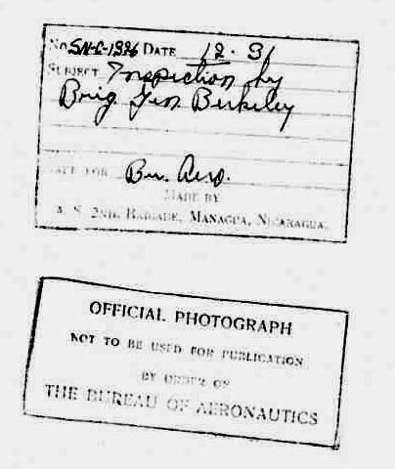 No SN-C-1396 DATE 12-31
SUBJECT Inspection by
Brig Gen Berkeley
FOR Bu. Aero.
MADE BY
A. S. 2ND. BRIGADE, MANAGUA, NICARAGUA.
OFFICIAL PHOTOGRAPH
NOT TO BE USED FOR PUBLICATION
BY ORDER OF
THE BUREAU OF AERONAUTICS